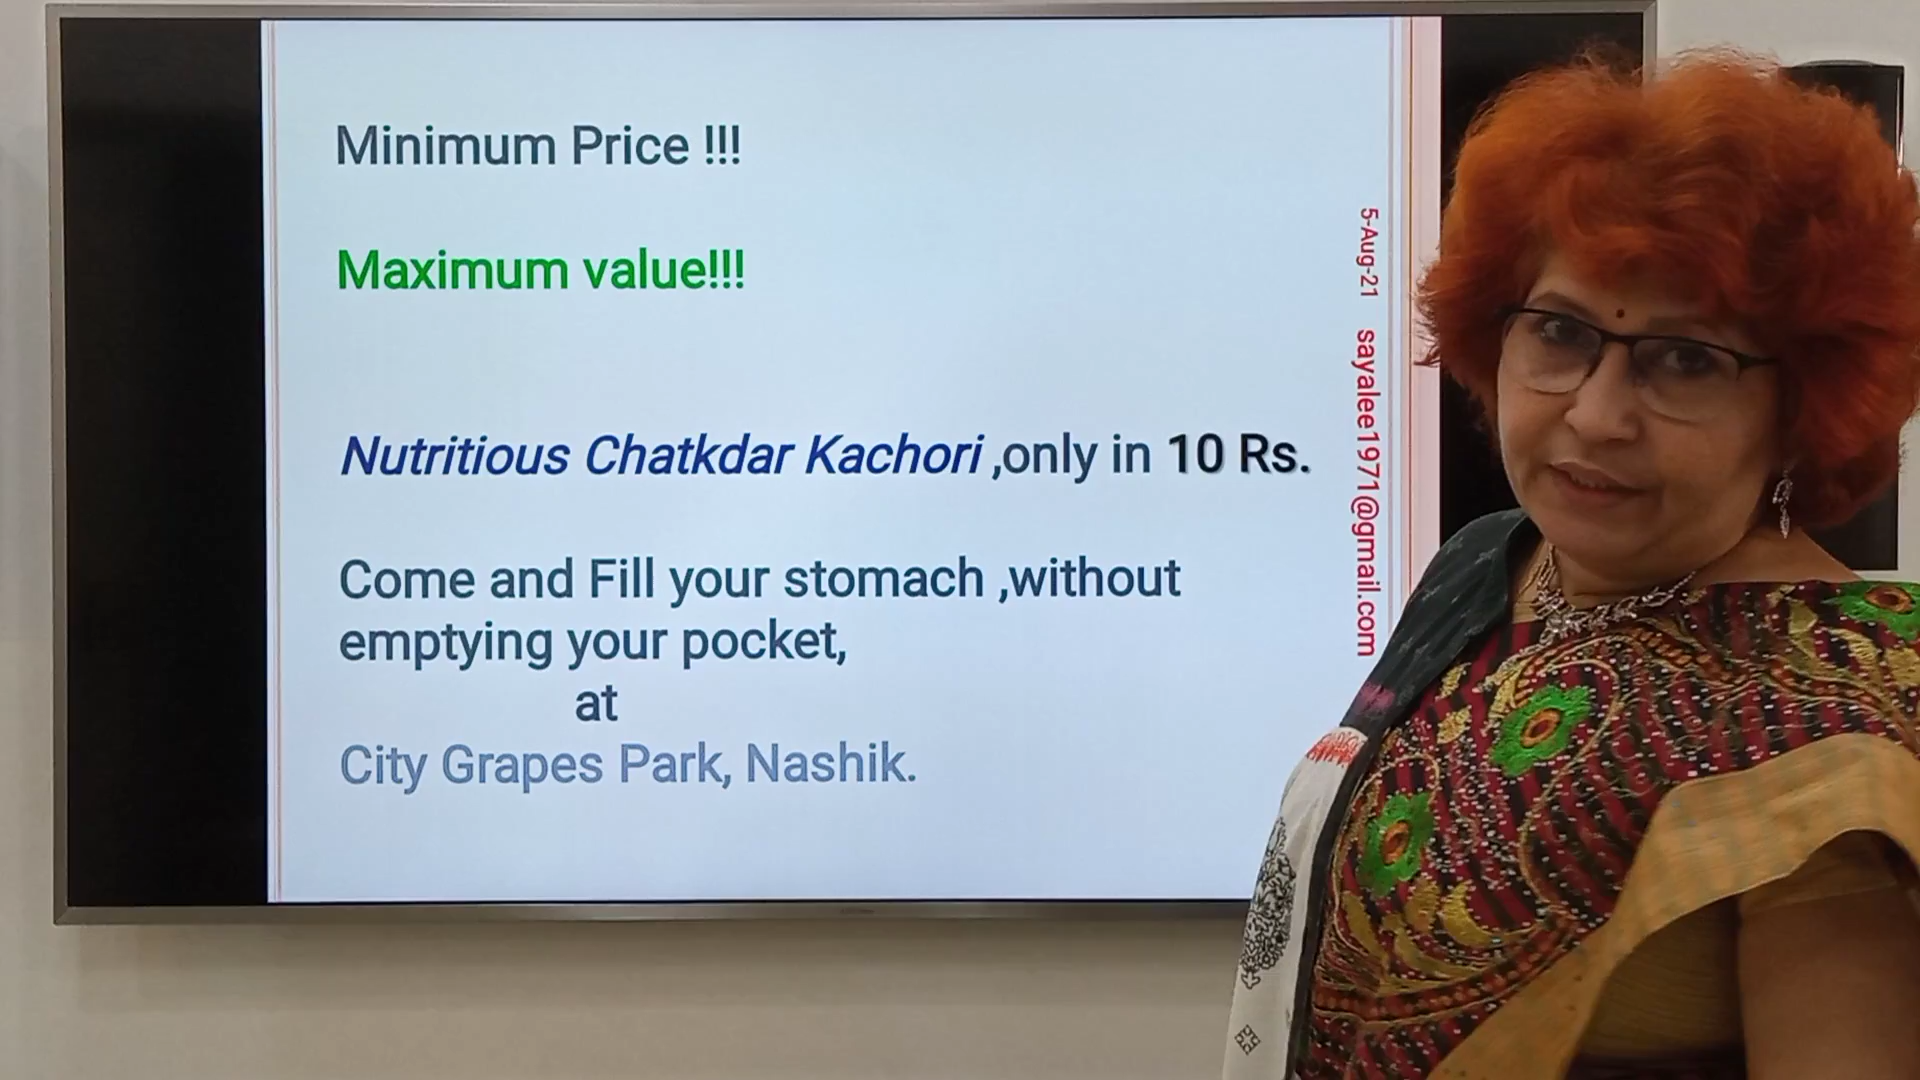 Minimum Price !!!
Maximum value!!!
Nutritious Chatkdar Kachori ,only in 10 Rs.
Come and Fill your stomach ,without
emptying your pocket,
at
City Grapes Park, Nashik.
5-Aug-21 sayalee1971@gmail.com